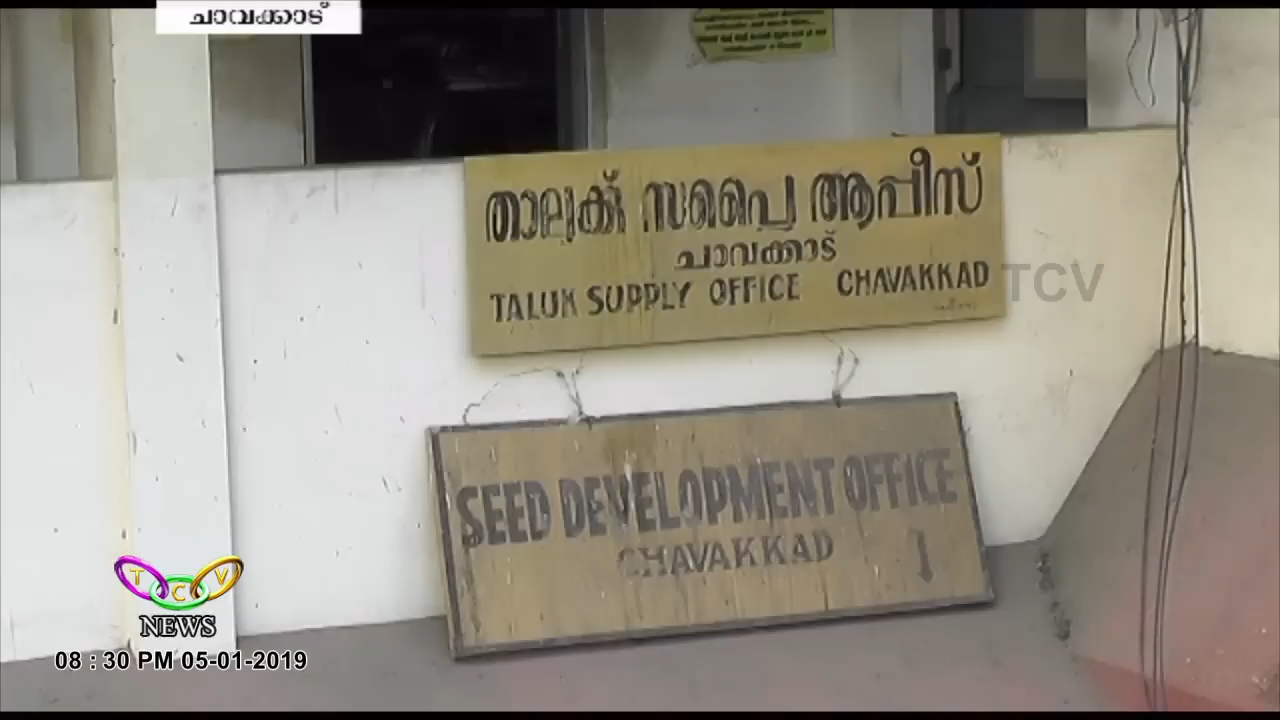 ചാവക്കാട്
താലൂക്ക് സപ്ലൈ ആപ്പീസ്
ചാവക്കാട്
TALUK SUPPLY OFFICE CHAVAKKAD
TCV
SEED DEVELOPMENT OFFICE
CHAVAKKAD
T C V
NEWS
08 : 30 PM 05-01-2019